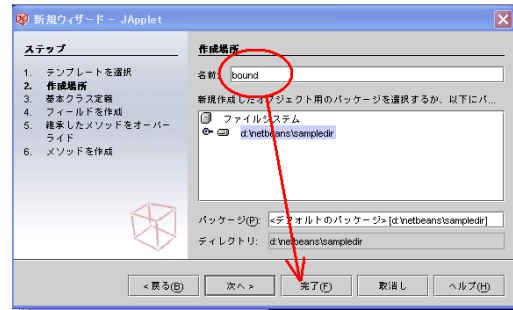 新規ウィザード - JApplet
ステップ
1. テンプレートを選択
2. 作成場所
3. 基本クラス定義
4. フィールドを作成
5. 継承したメソッドをオーバー
ライド
6. メソッドを作成
作成場所
名前: bound
新規作成したオブジェクト用のパッケージを選択するか、以下にパ...
ファイルシステム
d:\netbeans\sampledir
パッケージ(P): <デフォルトのパッケージ> [d:\netbeans\sampledir]
ディレクトリ: d:\netbeans\sampledir
< 戻る(B)
次へ >
完了(F)
取消し
ヘルプ(H)